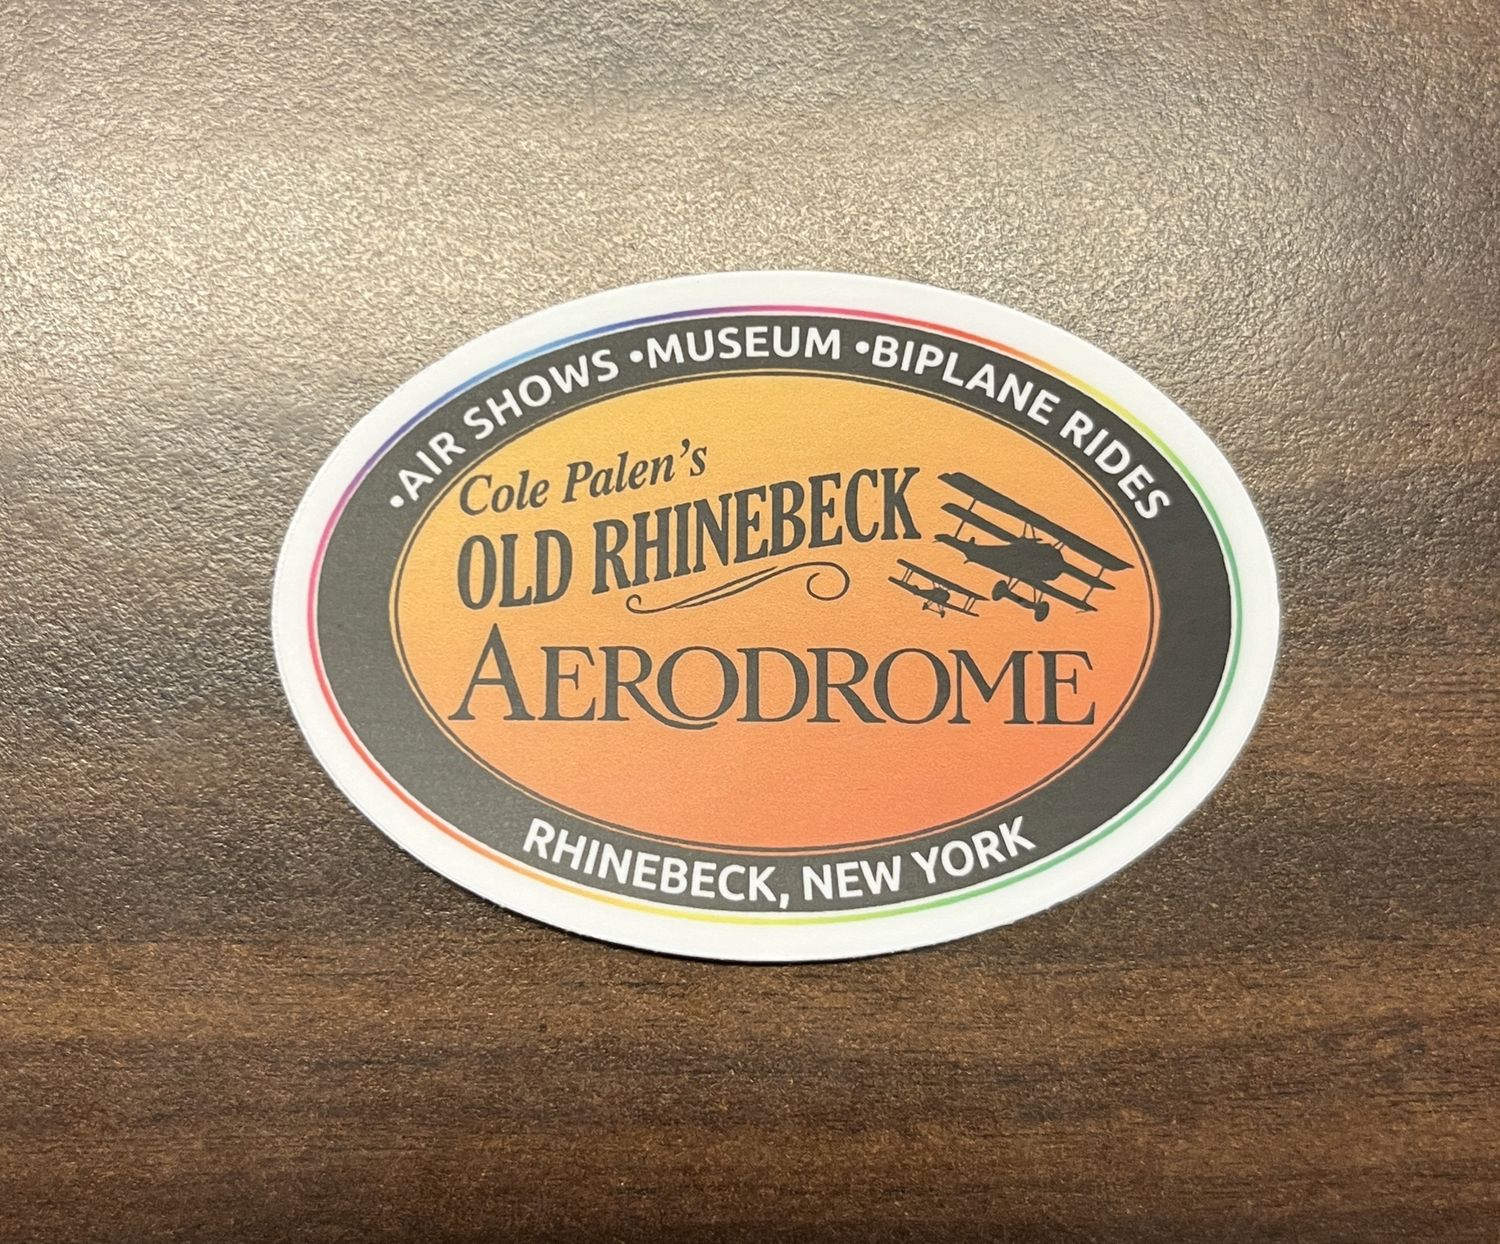 •AIR SHOWS •MUSEUM •BIPLANE RIDES
Cole Palen's
OLD RHINEBECK
AERODROME
RHINEBECK, NEW YORK